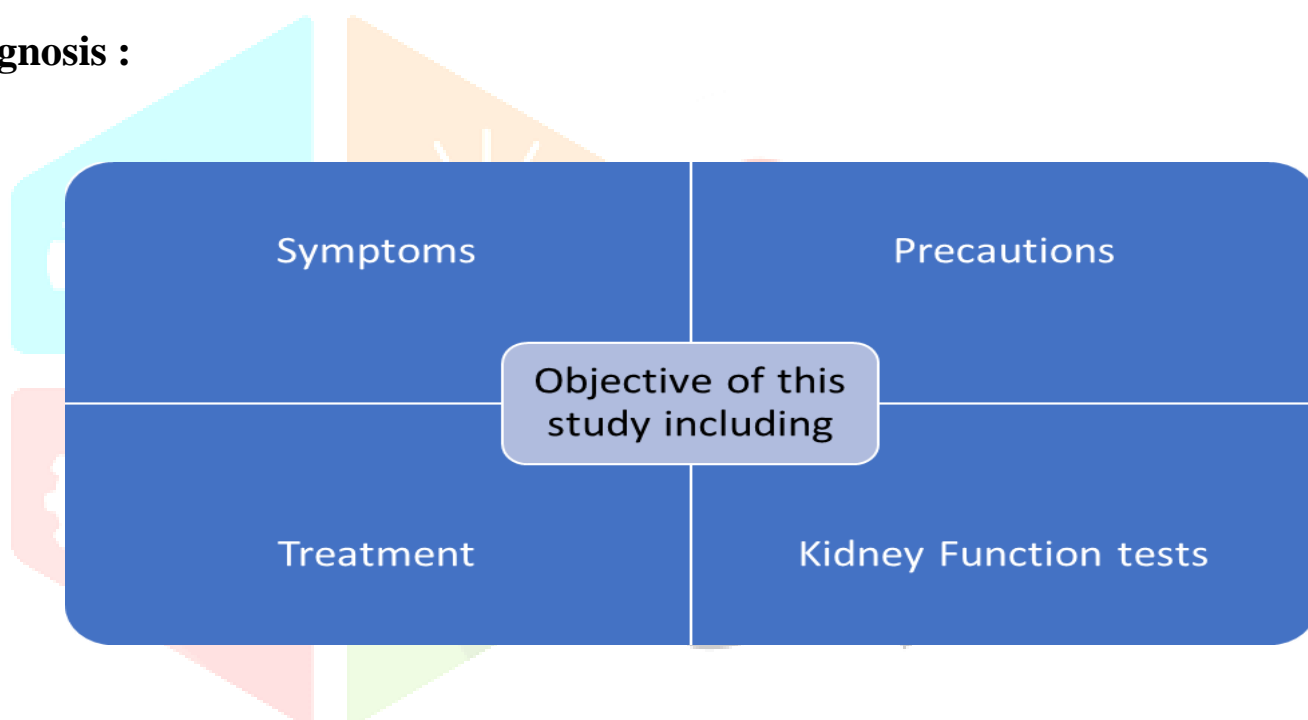 gnosis :
Symptoms
Precautions
Objective of this
study including
Treatment
Kidney Function tests